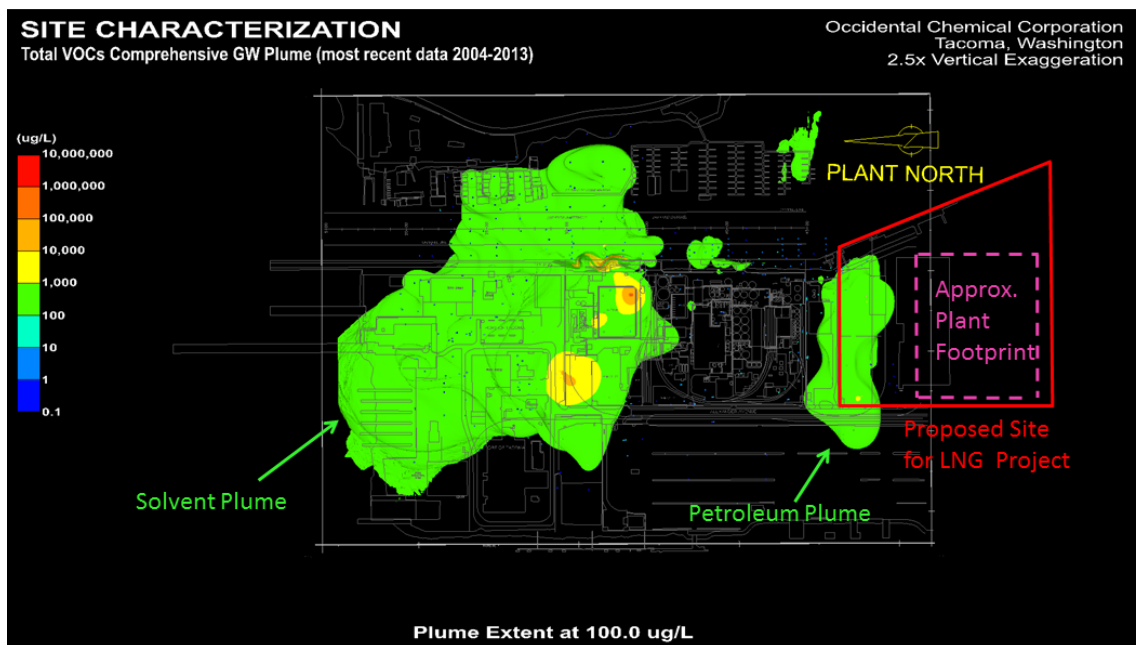 SITE CHARACTERIZATION
Total VOCs Comprehensive GW Plume (most recent data 2004-2013)
Occidental Chemical Corporation
Tacoma, Washington
2.5x Vertical Exaggeration
(ug/L)
10,000,000
1,000,000
100,000
10,000
1,000
100
10
1
0.1
PLANT NORTH
Approx.
Plant
Footprint
Proposed Site
for LNG Project
Solvent Plume
Petroleum Plume
Plume Extent at 100.0 ug/L